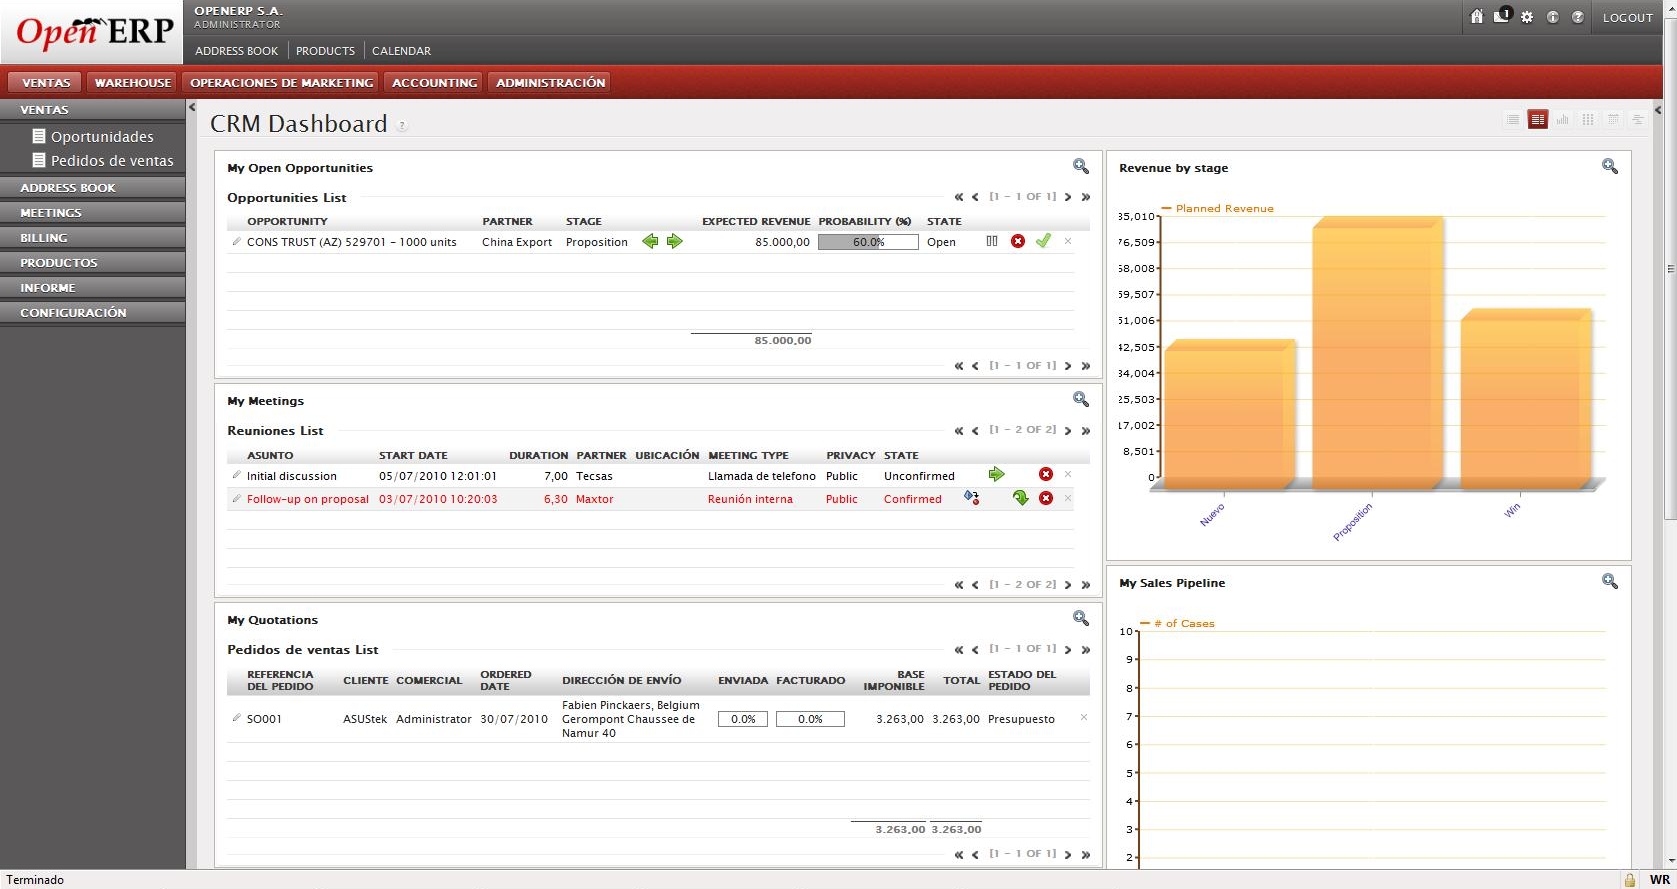 Open ERP
OPENERP S.A.
ADMINISTRATOR
1
LOGOUT
ADDRESS BOOK
PRODUCTS
CALENDAR
VENTAS
WAREHOUSE
OPERACIONES DE MARKETING
ACCOUNTING
ADMINISTRACIÓN
VENTAS
Oportunidades
Pedidos de ventas
ADDRESS BOOK
MEETINGS
BILLING
PRODUCTOS
INFORME
CONFIGURACIÓN
CRM Dashboard ?
My Open Opportunities
Opportunities List
[1 - 1 OF 1]
OPPORTUNITY PARTNER STAGE EXPECTED REVENUE PROBABILITY (%) STATE
CONS TRUST (AZ) 529701 - 1000 units China Export Proposition 85.000,00 60.0% Open
85.000,00
[1 - 1 OF 1]
My Meetings
Reuniones List
[1 - 2 OF 2]
ASUNTO START DATE DURATION PARTNER UBICACIÓN MEETING TYPE PRIVACY STATE
Initial discussion 05/07/2010 12:01:01 7,00 Tecsas Llamada de telefono Public Unconfirmed
Follow-up on proposal 03/07/2010 10:20:03 6,30 Maxtor Reunión interna Public Confirmed
[1 - 2 OF 2]
My Quotations
Pedidos de ventas List
[1 - 1 OF 1]
REFERENCIA DEL PEDIDO CLIENTE COMERCIAL ORDERED DATE DIRECCIÓN DE ENVÍO ENVIADA FACTURADO BASE IMPONIBLE TOTAL ESTADO DEL PEDIDO
SO001 ASUStek Administrator 30/07/2010 Fabien Pinckaers, Belgium Gerompont Chaussee de Namur 40 0.0% 0.0% 3.263,00 3.263,00 Presupuesto
3.263,00 3.263,00
[1 - 1 OF 1]
Revenue by stage
Planned Revenue
35,010
76,509
58,008
59,507
51,006
42,505
34,004
25,503
17,002
8,501
0
Nuevo
Proposition
Win
My Sales Pipeline
# of Cases
10
9
8
7
6
5
4
3
2
Terminado
WR